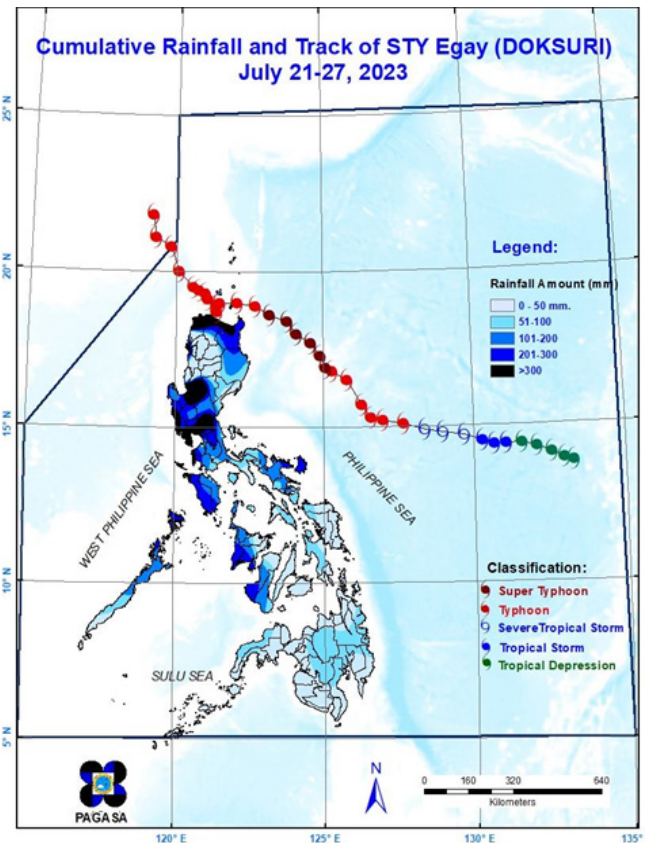 Cumulative Rainfall and Track of STY Egay (DOKSURI)
July 21-27, 2023
25° N
20° N
15° N
10° N
5° N
Legend:
Rainfall Amount (mm)
0 - 50 mm.
51-100
101-200
201-300
>300
WEST PHILIPPINE SEA
PHILIPPINE SEA
SULU SEA
Classification:
Super Typhoon
Typhoon
SevereTropical Storm
Tropical Storm
Tropical Depression
PAGASA
N
0 160 320 640
Kilometers
120° E 125° E 130° E 135° E